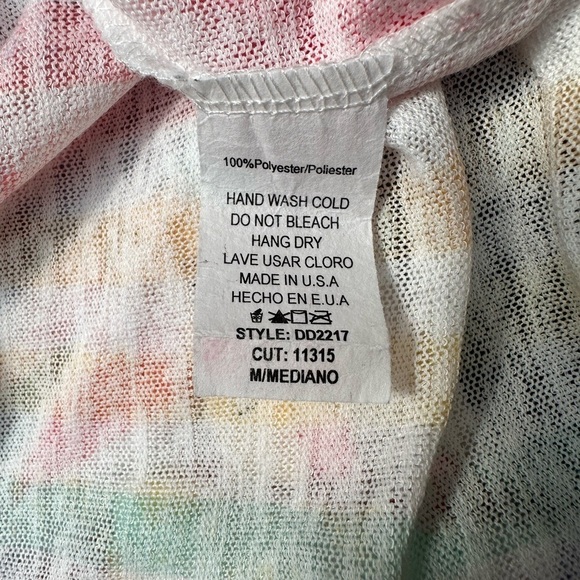 100%Polyester/Poliester
HAND WASH COLD
DO NOT BLEACH
HANG DRY
LAVE USAR CLORO
MADE IN U.S.A
HECHO EN E.U.A
STYLE: DD2217
CUT: 11315
M/MEDIANO